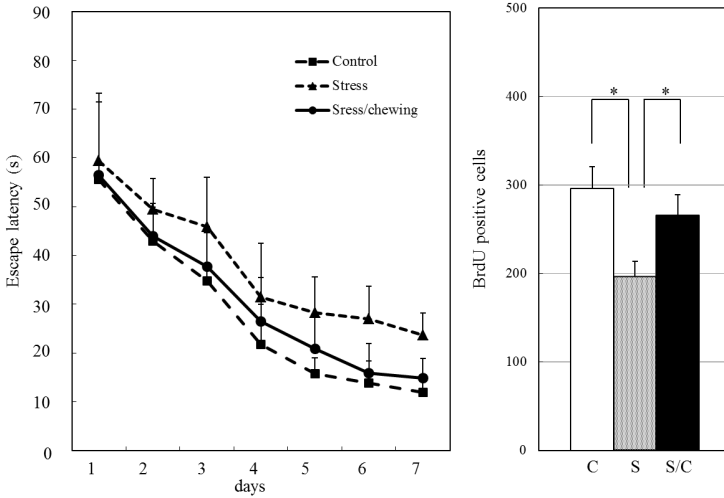 90
80
70
60
50
40
30
20
10
0
Escape latency (s)
Control
Stress
Sress/chewing
1 2 3 4 5 6 7
days
500
400
300
200
100
0
BrdU positive cells
* *
C S S/C